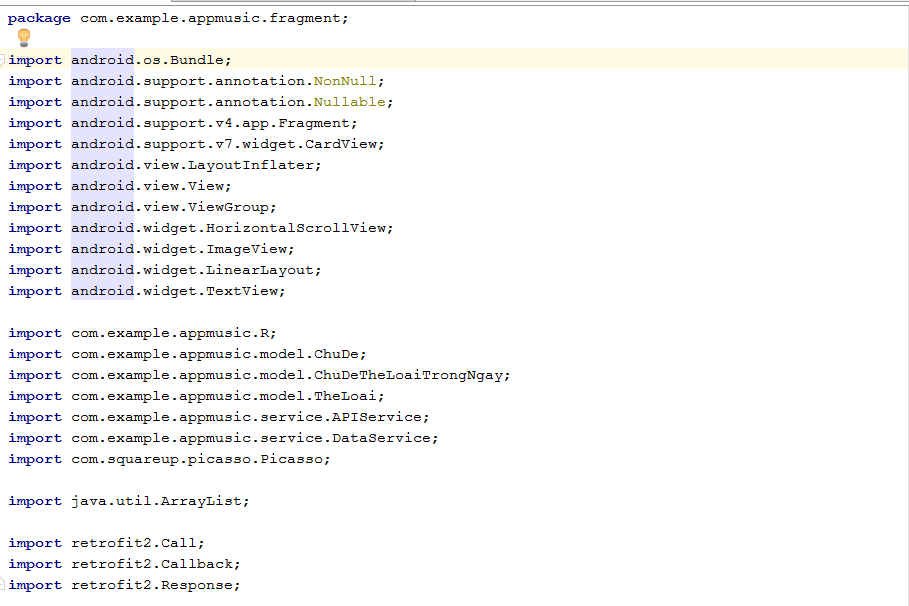 package com.example.appmusic.fragment;
import android.os.Bundle;
import android.support.annotation.NonNull;
import android.support.annotation.Nullable;
import android.support.v4.app.Fragment;
import android.support.v7.widget.CardView;
import android.view.LayoutInflater;
import android.view.View;
import android.view.ViewGroup;
import android.widget.HorizontalScrollView;
import android.widget.ImageView;
import android.widget.LinearLayout;
import android.widget.TextView;
import com.example.appmusic.R;
import com.example.appmusic.model.ChuDe;
import com.example.appmusic.model.ChuDeTheLoaiTrongNgay;
import com.example.appmusic.model.TheLoai;
import com.example.appmusic.service.APIService;
import com.example.appmusic.service.DataService;
import com.squareup.picasso.Picasso;
import java.util.ArrayList;
import retrofit2.Call;
import retrofit2.Callback;
import retrofit2.Response;